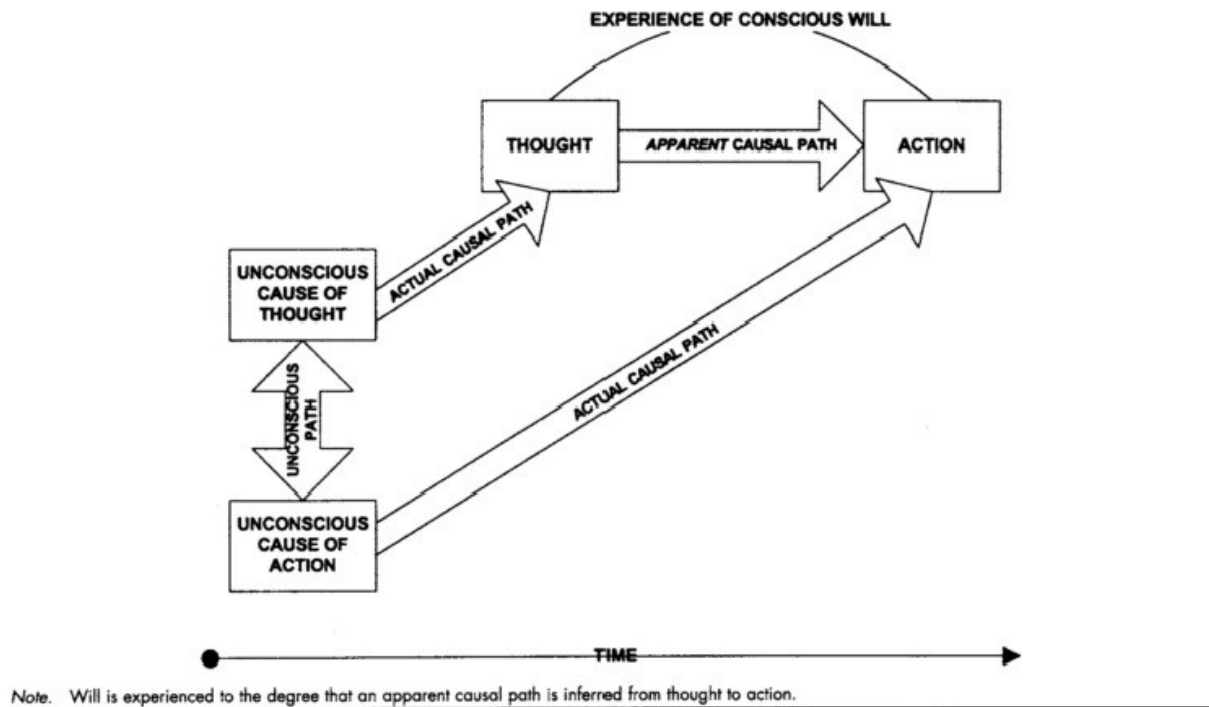 EXPERIENCE OF CONSCIOUS WILL
THOUGHT
APPARENT CAUSAL PATH
ACTION
ACTUAL CAUSAL PATH
UNCONSCIOUS
CAUSE OF
THOUGHT
UNCONSCIOUS
PATH
ACTUAL CAUSAL PATH
UNCONSCIOUS
CAUSE OF
ACTION
TIME
Note. Will is experienced to the degree that an apparent causal path is inferred from thought to action.